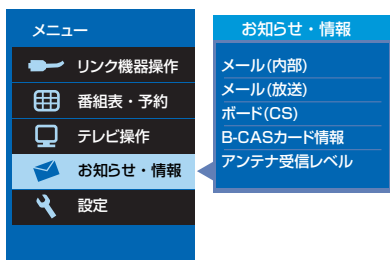 メニュー
リンク機器操作
番組表・予約
テレビ操作
お知らせ・情報
設定
お知らせ・情報
メール(内部)
メール(放送)
ボード(CS)
B-CASカード情報
アンテナ受信レベル